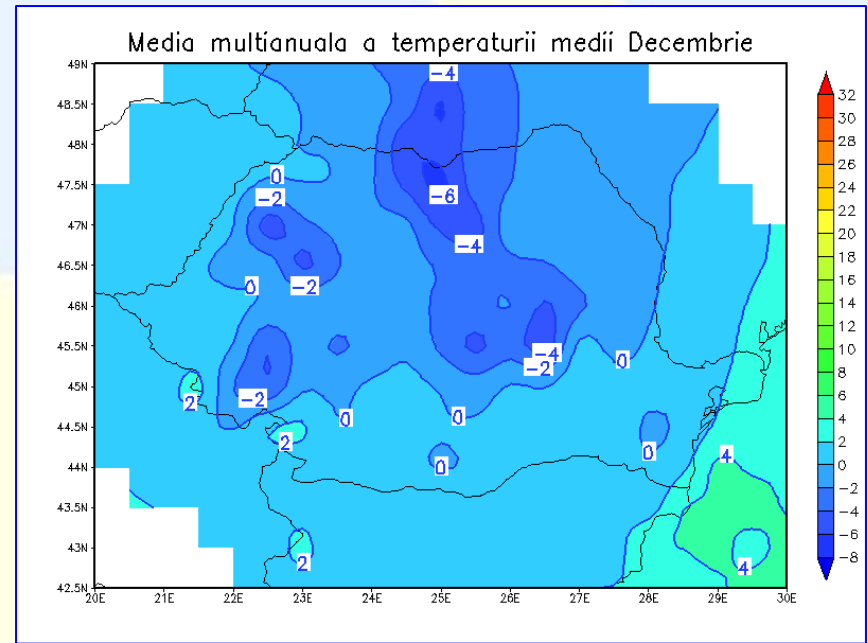 Media multianuala a temperaturii medii Decembrie
49N
48.5N
48N
47.5N
47N
46.5N
46N
45.5N
45N
44.5N
44N
43.5N
43N
42.5N
20E 21E 22E 23E 24E 25E 26E 27E 28E 29E 30E
-4
0
-2
-6
-4
0
-2
-4
-2
0
2
-2
0
0
2
0
0
4
2
4
32
30
28
26
24
22
20
18
16
14
12
10
8
6
4
2
0
-2
-4
-6
-8